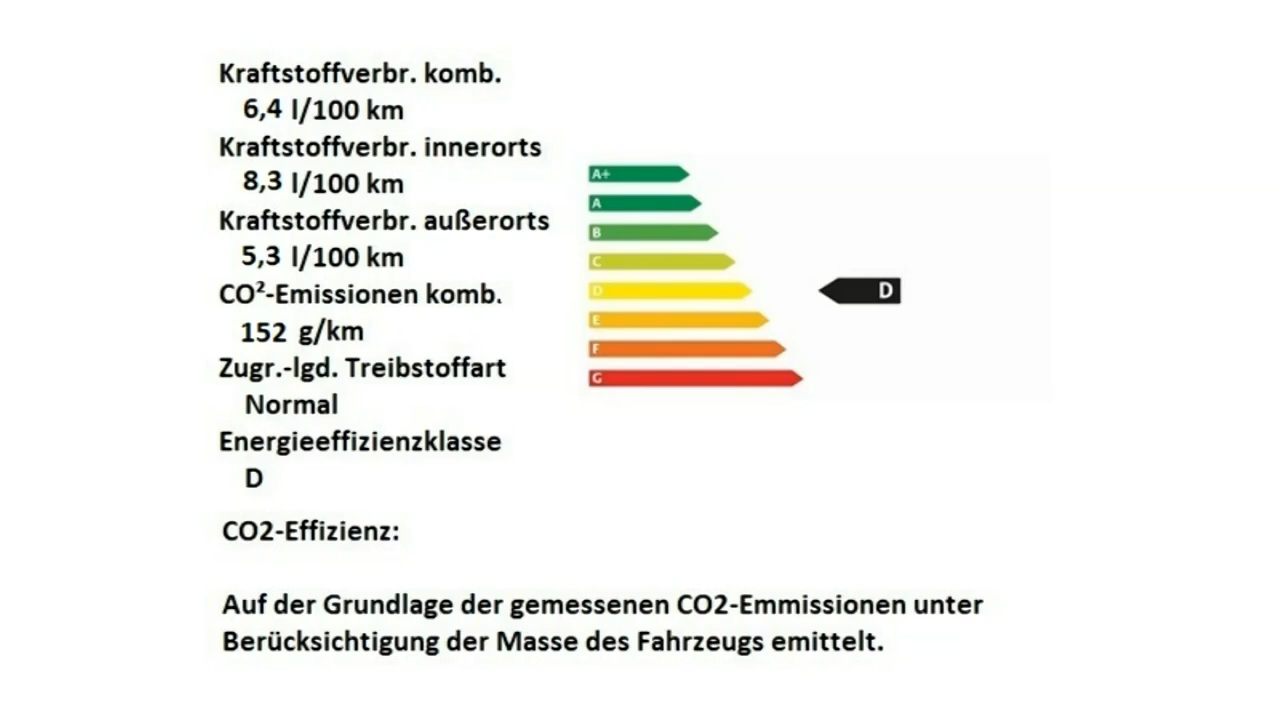 Kraftstoffverbr. komb.
6,4 l/100 km
Kraftstoffverbr. innerorts
8,3 l/100 km
Kraftstoffverbr. außerorts
5,3 l/100 km
CO²-Emissionen komb.
152 g/km
Zugr.-lgd. Treibstoffart
Normal
Energieeffizienzklasse
D
A+
A
B
C
D
D
E
F
G
CO2-Effizienz:
Auf der Grundlage der gemessenen CO2-Emmissionen unter
Berücksichtigung der Masse des Fahrzeugs emittelt.